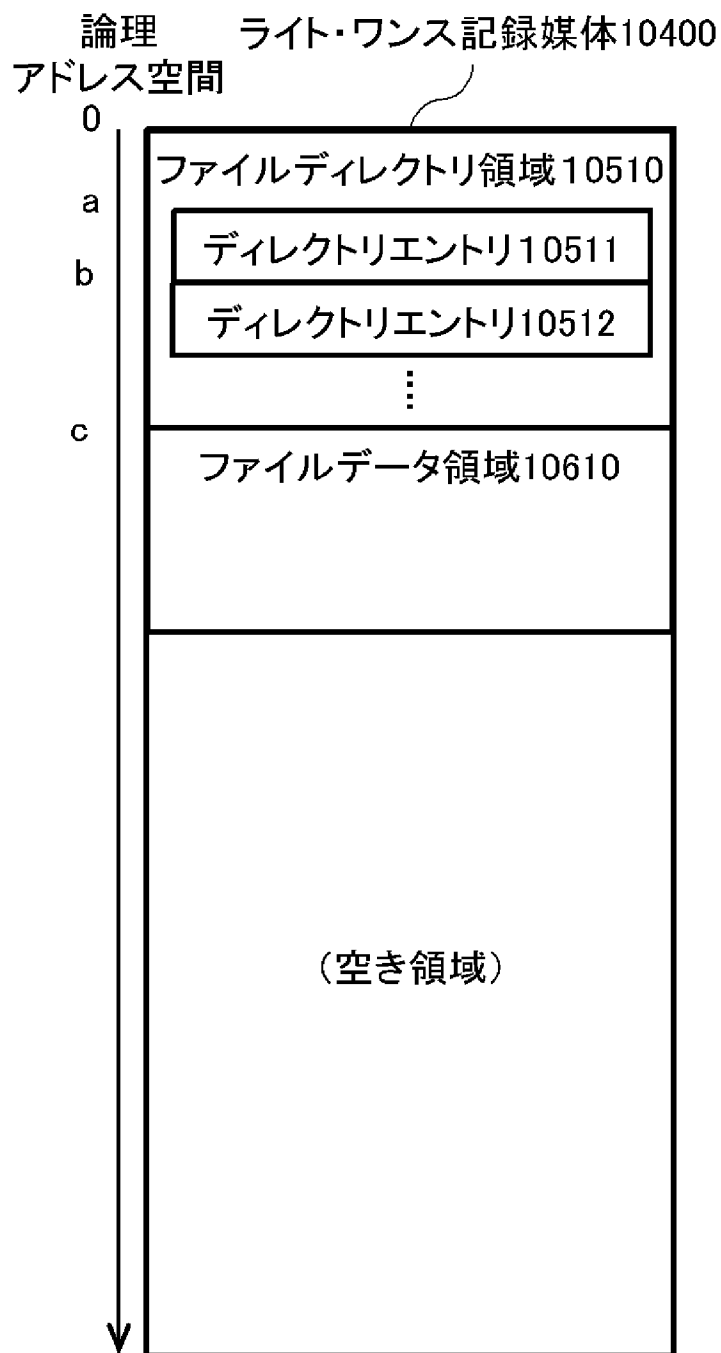 論理
アドレス空間
ライト・ワンス記録媒体10400
0
ファイルディレクトリ領域10510
a
ディレクトリエントリ10511
b
ディレクトリエントリ10512
c
ファイルデータ領域10610
(空き領域)